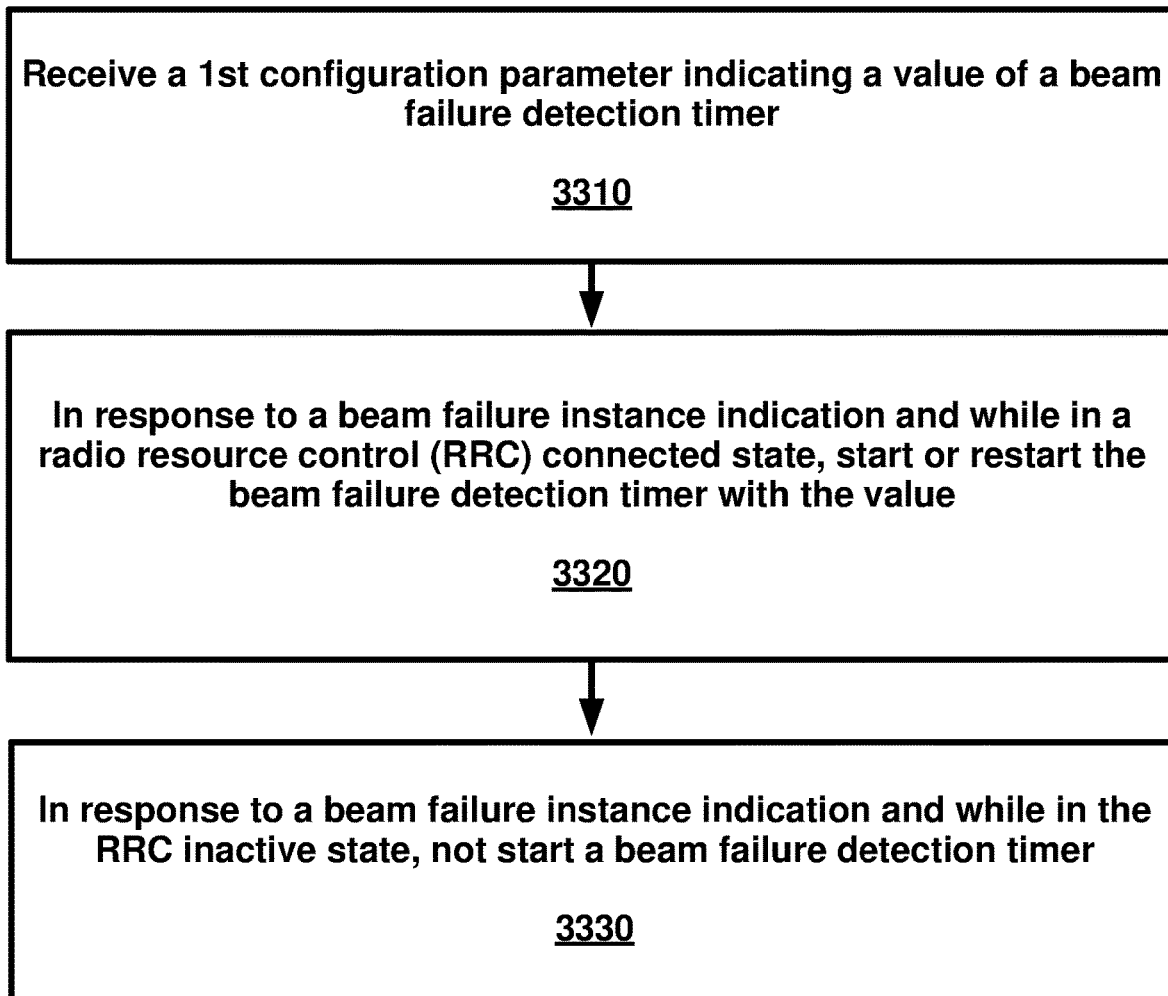 Receive a 1st configuration parameter indicating a value of a beam
failure detection timer
3310
In response to a beam failure instance indication and while in a
radio resource control (RRC) connected state, start or restart the
beam failure detection timer with the value
3320
In response to a beam failure instance indication and while in the
RRC inactive state, not start a beam failure detection timer
3330